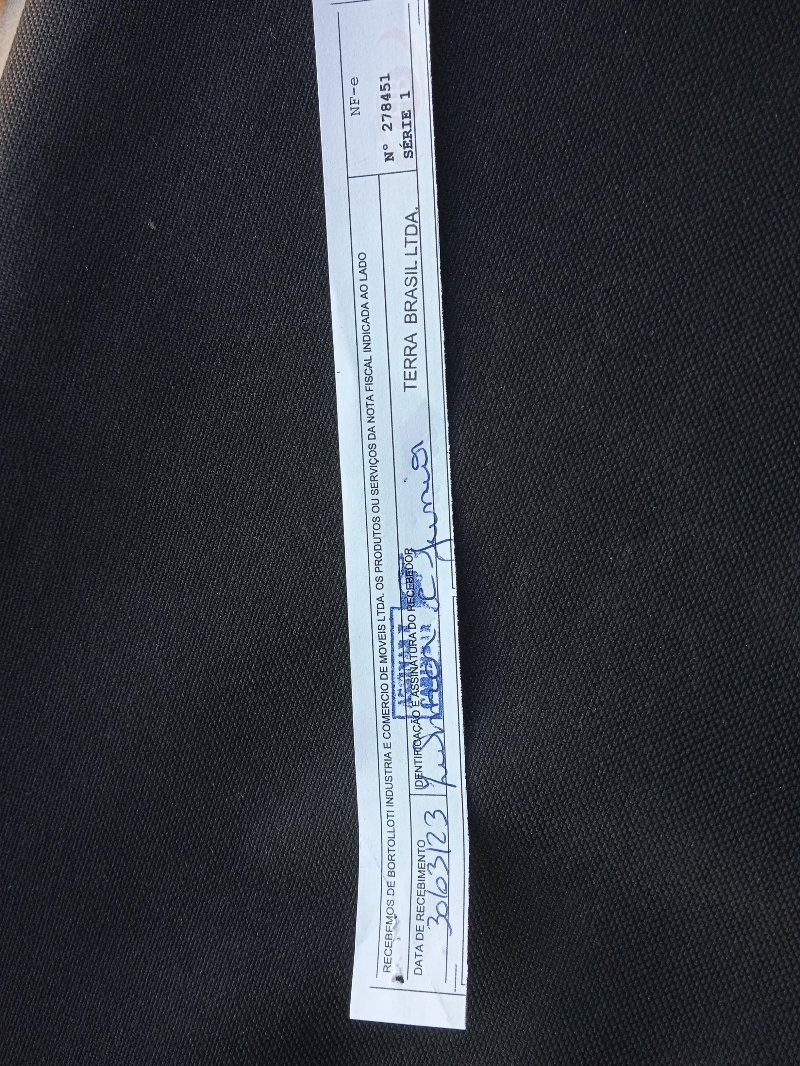 RECEBEMOS DE BORTOLLOTI INDUSTRIA E COMERCIO DE MOVEIS LTDA. OS PRODUTOS OU SERVIÇOS DA NOTA FISCAL INDICADA AO LADO
DATA DE RECEBIMENTO
30/03/23
IDENTIFICAÇÃO E ASSINATURA DO RECEBEDOR
Junior
TERRA BRASIL LTDA.
NF-e
Nº 278451
SÉRIE 1